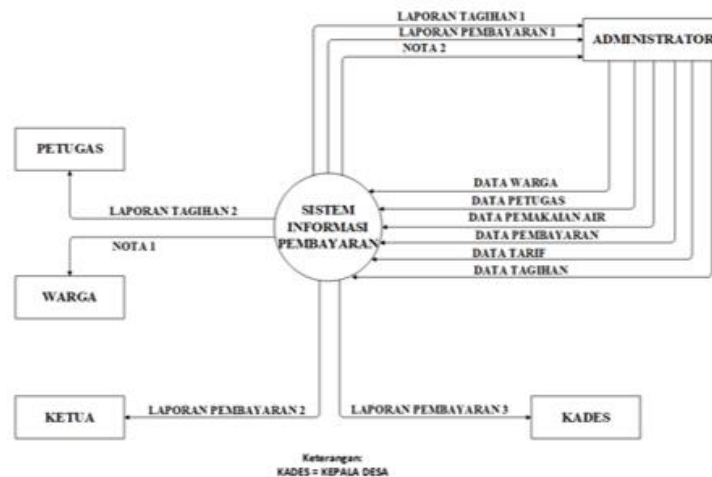 LAPORAN TAGIHAN 1
LAPORAN PEMBAYARAN 1
NOTA 2
ADMINISTRATOR
PETUGAS
LAPORAN TAGIHAN 2
NOTA 1
WARGA
SISTEM
INFORMASI
PEMBAYARAN
DATA WARGA
DATA PETUGAS
DATA PEMAKAIAN AIR
DATA PEMBAYARAN
DATA TARIF
DATA TAGIHAN
KETUA
LAPORAN PEMBAYARAN 2
LAPORAN PEMBAYARAN 3
KADES
Keterangan:
KADES = KEPALA DESA